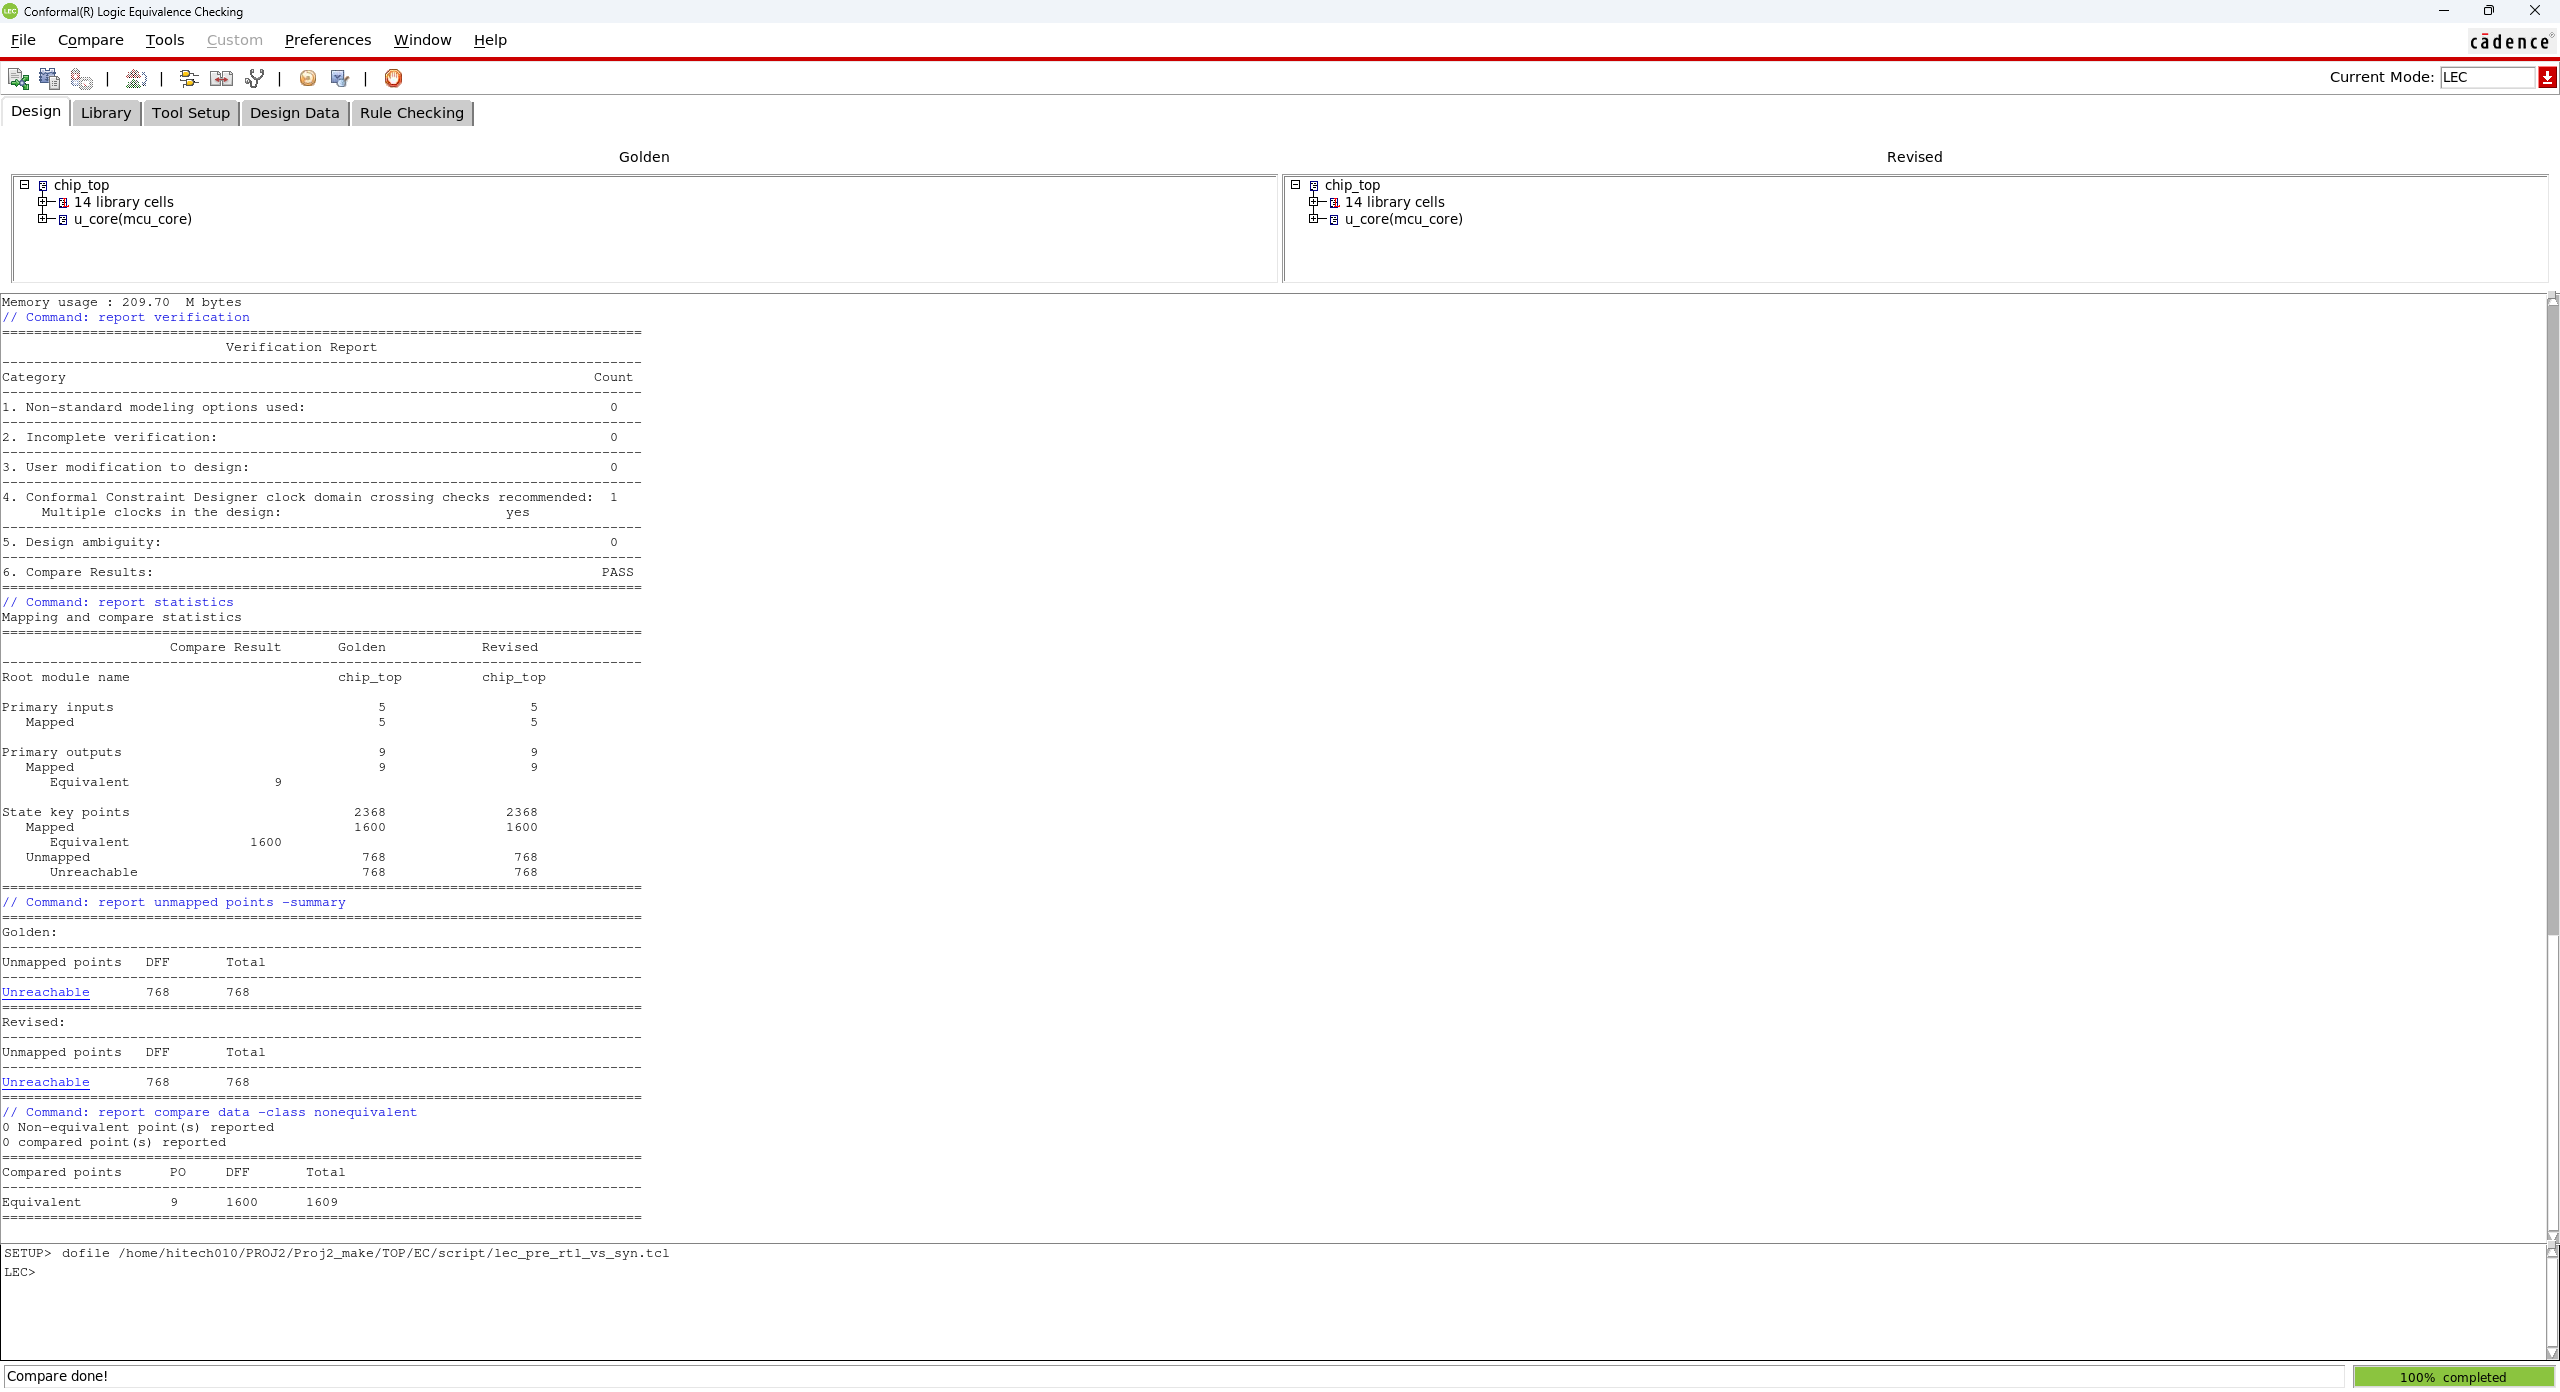 Conformal(R) Logic Equivalence Checking
File Compare Tools Custom Preferences Window Help
cādence®
Current Mode: LEC
Design Library Tool Setup Design Data Rule Checking
Golden Revised
chip_top chip_top
14 library cells 14 library cells
u_core(mcu_core) u_core(mcu_core)
Memory usage : 209.70  M bytes
// Command: report verification
================================================================================
Verification Report
--------------------------------------------------------------------------------
Category Count
--------------------------------------------------------------------------------
1. Non-standard modeling options used: 0
--------------------------------------------------------------------------------
2. Incomplete verification: 0
--------------------------------------------------------------------------------
3. User modification to design: 0
--------------------------------------------------------------------------------
4. Conformal Constraint Designer clock domain crossing checks recommended: 1
Multiple clocks in the design: yes
--------------------------------------------------------------------------------
5. Design ambiguity: 0
--------------------------------------------------------------------------------
6. Compare Results: PASS
================================================================================
// Command: report statistics
Mapping and compare statistics
================================================================================
Compare Result Golden Revised
--------------------------------------------------------------------------------
Root module name chip_top chip_top
Primary inputs 5 5
Mapped 5 5
Primary outputs 9 9
Mapped 9 9
Equivalent 9
State key points 2368 2368
Mapped 1600 1600
Equivalent 1600
Unmapped 768 768
Unreachable 768 768
================================================================================
// Command: report unmapped points -summary
================================================================================
Golden:
--------------------------------------------------------------------------------
Unmapped points DFF Total
--------------------------------------------------------------------------------
Unreachable 768 768
================================================================================
Revised:
--------------------------------------------------------------------------------
Unmapped points DFF Total
--------------------------------------------------------------------------------
Unreachable 768 768
================================================================================
// Command: report compare data -class nonequivalent
0 Non-equivalent point(s) reported
0 compared point(s) reported
================================================================================
Compared points PO DFF Total
--------------------------------------------------------------------------------
Equivalent 9 1600 1609
================================================================================
SETUP> dofile /home/hitech010/PROJ2/Proj2_make/TOP/EC/script/lec_pre_rtl_vs_syn.tcl
LEC>
Compare done! 100% completed